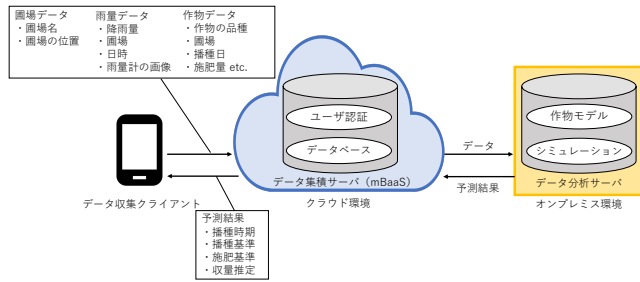 圃場データ
・圃場名
・圃場の位置
雨量データ
・降雨量
・圃場
・日時
・雨量計の画像
作物データ
・作物の品種
・圃場
・播種日
・施肥量 etc.
ユーザ認証
データベース
データ集積サーバ（mBaaS）
クラウド環境
データ
予測結果
作物モデル
シミュレーション
データ分析サーバ
オンプレミス環境
データ収集クライアント
予測結果
・播種時期
・播種基準
・施肥基準
・収量推定